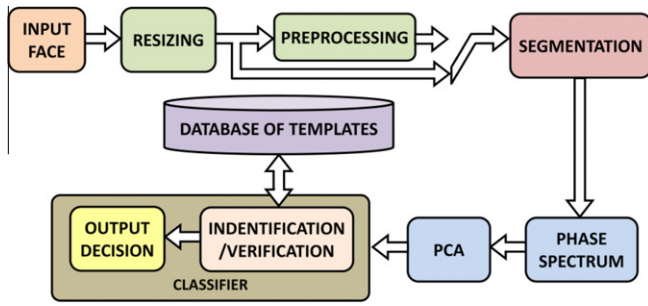 INPUT
FACE
RESIZING
PREPROCESSING
SEGMENTATION
DATABASE OF TEMPLATES
OUTPUT
DECISION
INDENTIFICATION
/VERIFICATION
CLASSIFIER
PCA
PHASE
SPECTRUM